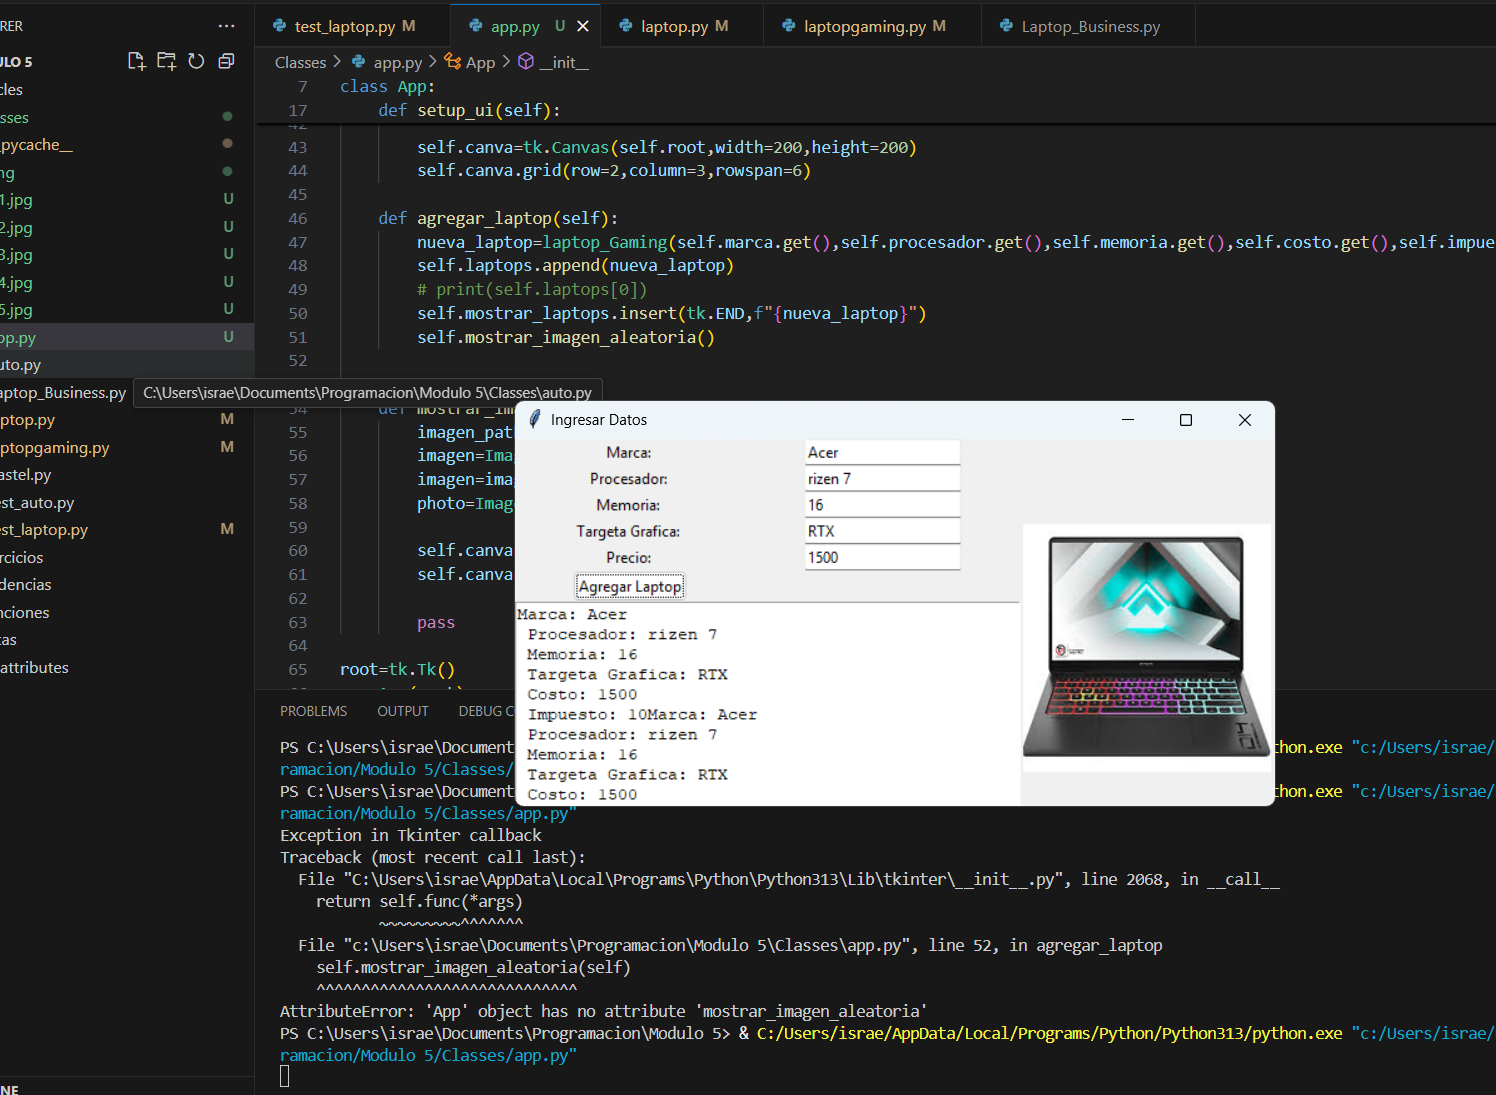 RER
···
test_laptop.py M
app.py U
laptop.py M
laptopgaming.py M
Laptop_Business.py
ULO 5
Classes > app.py > App > __init__
cles
sses
pycache__
ng
1.jpg U
2.jpg U
3.jpg U
4.jpg U
5.jpg U
pp.py U
uto.py
aptop_Business.py
ptop.py M
ptopgaming.py M
astel.py
st_auto.py
st_laptop.py M
rcicios
dencias
nciones
tas
attributes
NE
7 class App:
17 def setup_ui(self):
42
43 self.canva=tk.Canvas(self.root,width=200,height=200)
44 self.canva.grid(row=2,column=3,rowspan=6)
45
46 def agregar_laptop(self):
47 nueva_laptop=laptop_Gaming(self.marca.get(),self.procesador.get(),self.memoria.get(),self.costo.get(),self.impue
48 self.laptops.append(nueva_laptop)
49 # print(self.laptops[0])
50 self.mostrar_laptops.insert(tk.END,f"{nueva_laptop}")
51 self.mostrar_imagen_aleatoria()
52
C:\Users\israe\Documents\Programacion\Modulo 5\Classes\auto.py
54 def mostrar_im
55 imagen_pat
56 imagen=Ima
57 imagen=ima
58 photo=Imag
59
60 self.canva
61 self.canva
62
63 pass
64
65 root=tk.Tk()
Ingresar Datos
Marca: Acer
Procesador: rizen 7
Memoria: 16
Targeta Grafica: RTX
Precio: 1500
Agregar Laptop
Marca: Acer
Procesador: rizen 7
Memoria: 16
Targeta Grafica: RTX
Costo: 1500
Impuesto: 10Marca: Acer
Procesador: rizen 7
Memoria: 16
Targeta Grafica: RTX
Costo: 1500
PROBLEMS OUTPUT DEBUG C
PS C:\Users\israe\Document thon.exe "c:/Users/israe/
ramacion/Modulo 5/Classes/
PS C:\Users\israe\Document thon.exe "c:/Users/israe/
ramacion/Modulo 5/Classes/app.py"
Exception in Tkinter callback
Traceback (most recent call last):
File "C:\Users\israe\AppData\Local\Programs\Python\Python313\Lib\tkinter\__init__.py", line 2068, in __call__
return self.func(*args)
~~~~~~~~~^^^^^^^
File "c:\Users\israe\Documents\Programacion\Modulo 5\Classes\app.py", line 52, in agregar_laptop
self.mostrar_imagen_aleatoria(self)
^^^^^^^^^^^^^^^^^^^^^^^^^^^^^
AttributeError: 'App' object has no attribute 'mostrar_imagen_aleatoria'
PS C:\Users\israe\Documents\Programacion\Modulo 5> & C:/Users/israe/AppData/Local/Programs/Python/Python313/python.exe "c:/Users/israe/
ramacion/Modulo 5/Classes/app.py"